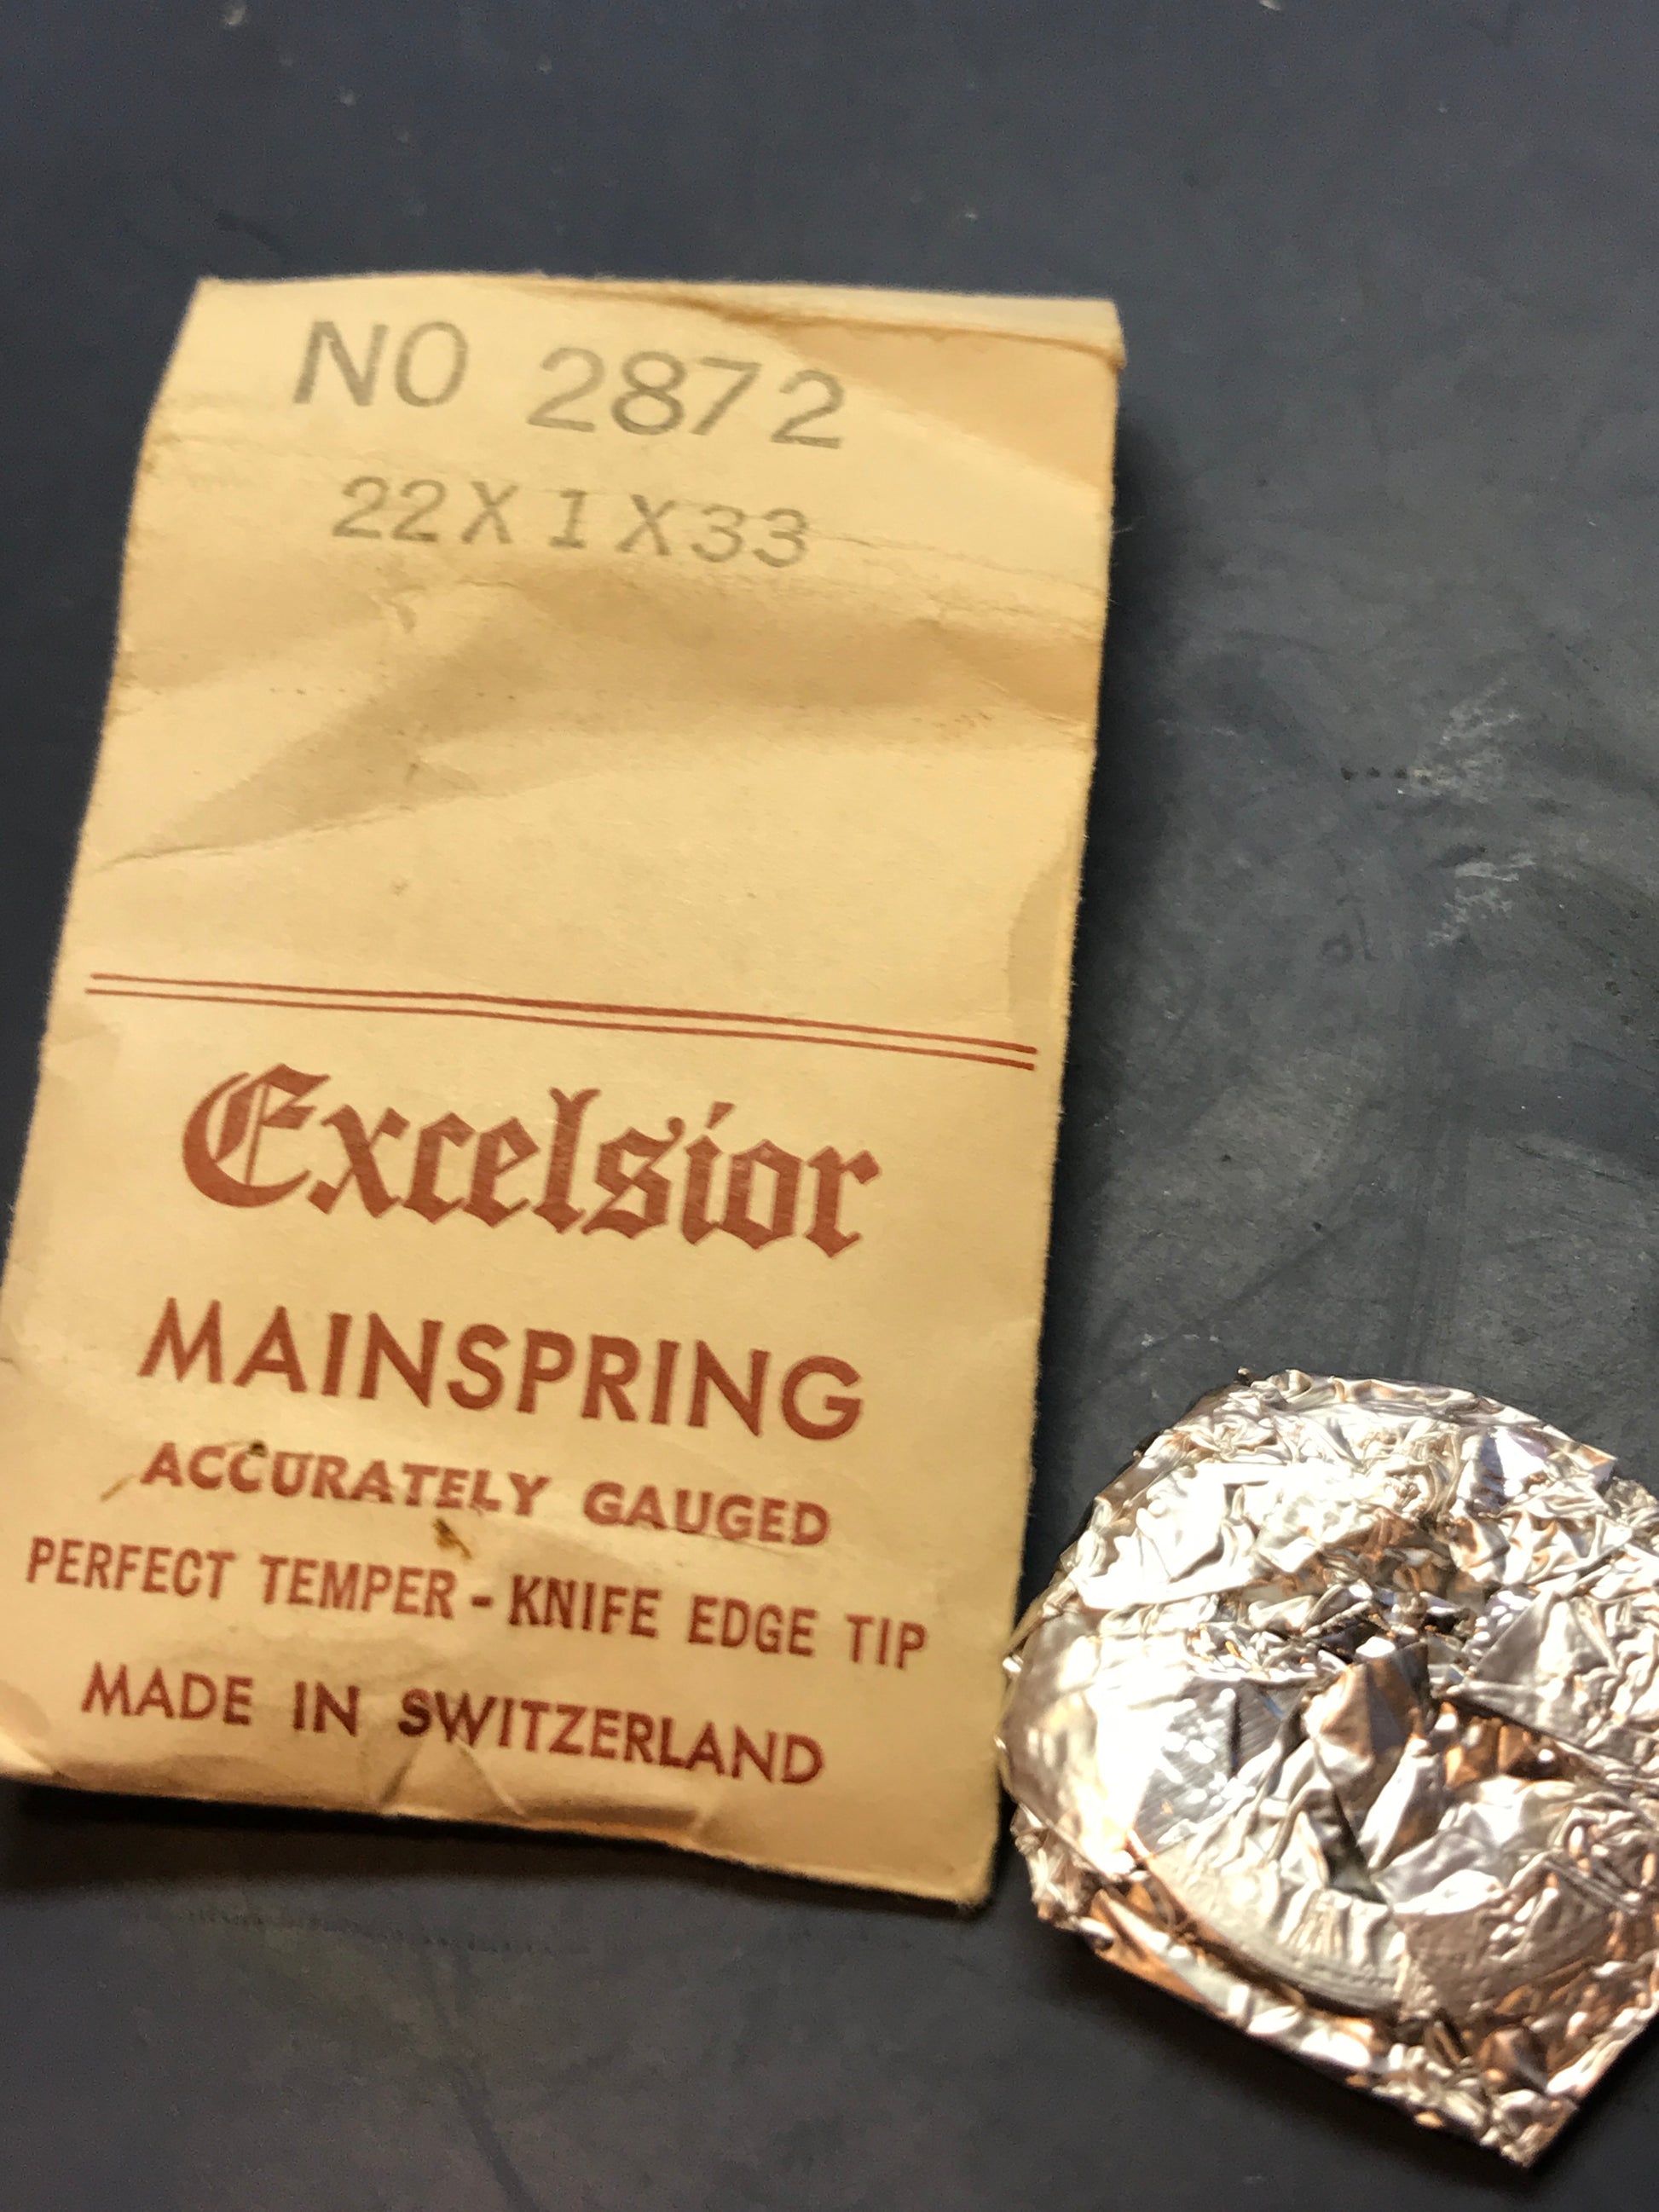 NO 2872
22X1X33
Excelsior
MAINSPRING
ACCURATELY GAUGED
PERFECT TEMPER - KNIFE EDGE TIP
MADE IN SWITZERLAND